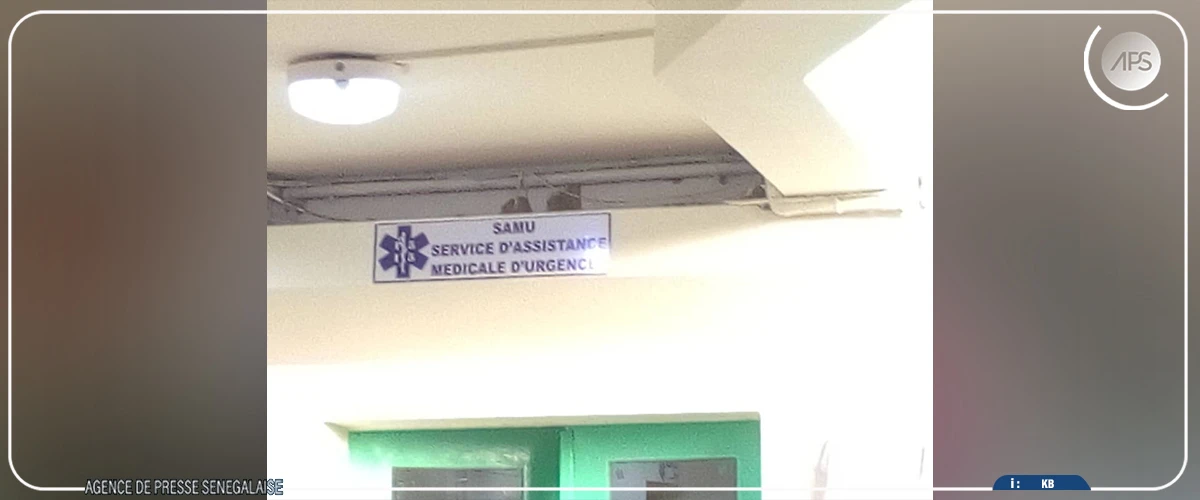 APS
SAMU
SERVICE D'ASSISTANCE
MEDICALE D'URGENCE
AGENCE DE PRESSE SENEGALAISE
i : KB